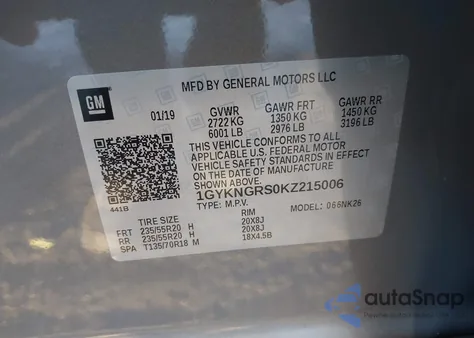 MFD BY GENERAL MOTORS LLC
GM
01/19 GVWR GAWR FRT GAWR RR
2722 KG 1350 KG 1450 KG
6001 LB 2976 LB 3196 LB
THIS VEHICLE CONFORMS TO ALL
APPLICABLE U.S. FEDERAL MOTOR
VEHICLE SAFETY STANDARDS IN EFFECT ON
THE DATE OF MANUFACTURE SHOWN ABOVE.
1GYKNGRS0KZ215006
441B TYPE: M.P.V. MODEL: 066NK26
TIRE SIZE RIM
FRT 235/55R20 H 20X8J
RR 235/55R20 H 20X8J
SPA T135/70R18 M 18X4.5B
autoSnap